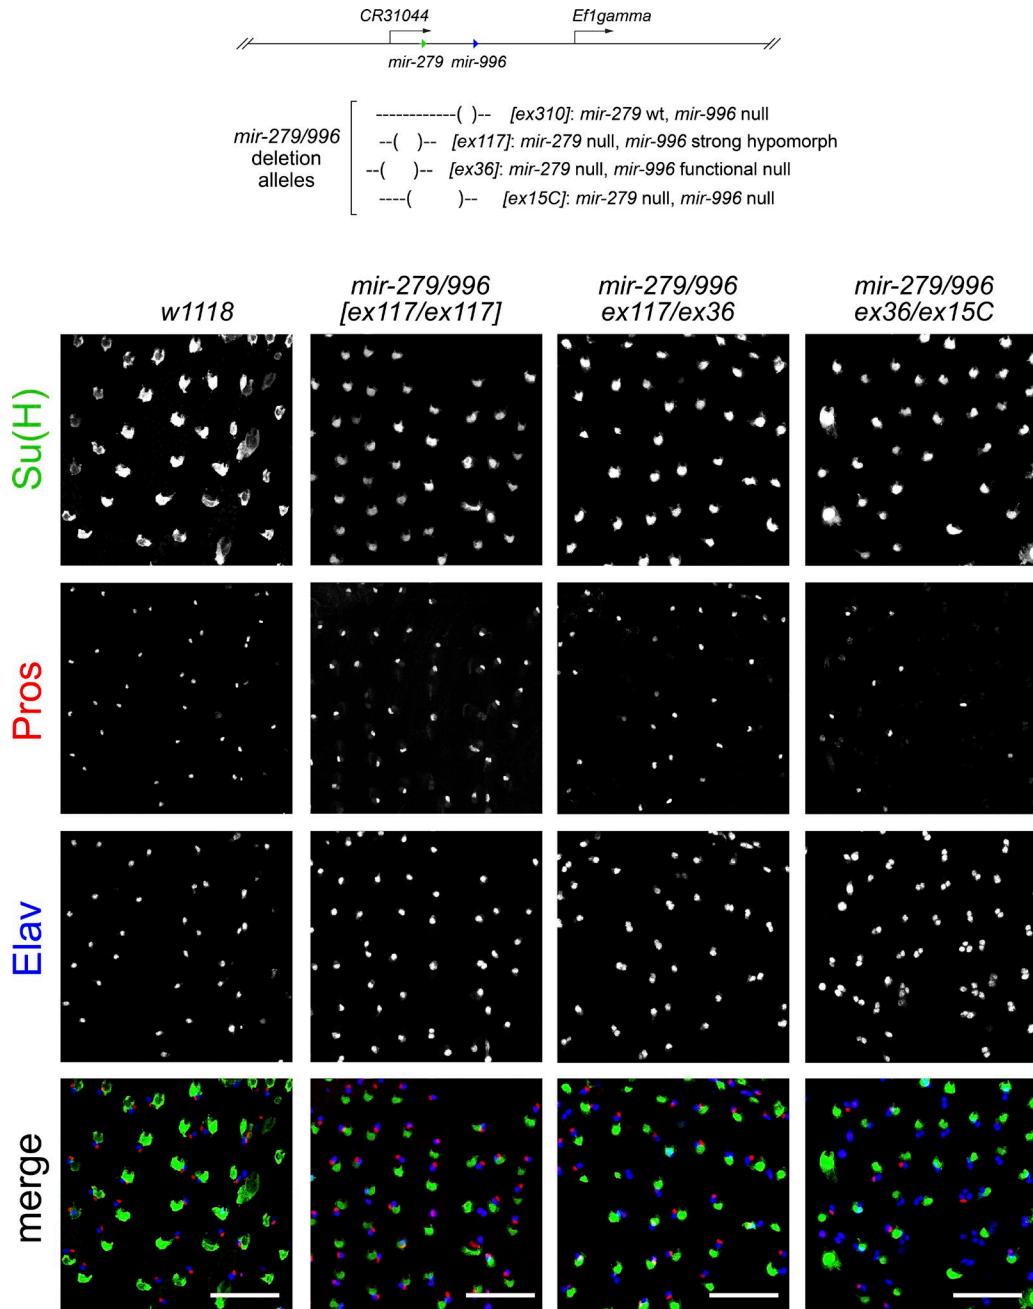 CR31044 Ef1gamma
mir-279 mir-996
mir-279/996
deletion
alleles
------------( )-- [ex310]: mir-279 wt, mir-996 null
--( )-- [ex117]: mir-279 null, mir-996 strong hypomorph
--( )-- [ex36]: mir-279 null, mir-996 functional null
----( )-- [ex15C]: mir-279 null, mir-996 null
w1118
mir-279/996
[ex117/ex117]
mir-279/996
ex117/ex36
mir-279/996
ex36/ex15C
Su(H)
Pros
Elav
merge